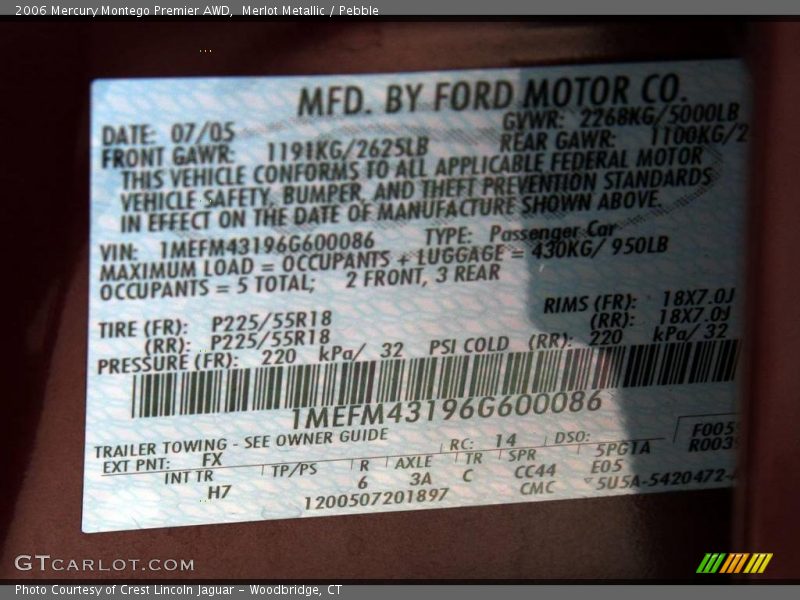 2006 Mercury Montego Premier AWD,  Merlot Metallic / Pebble
MFD. BY FORD MOTOR CO.
DATE: 07/05 GVWR: 2268KG/5000LB
FRONT GAWR: 1191KG/2625LB REAR GAWR: 1100KG/2
THIS VEHICLE CONFORMS TO ALL APPLICABLE FEDERAL MOTOR
VEHICLE SAFETY, BUMPER, AND THEFT PREVENTION STANDARDS
IN EFFECT ON THE DATE OF MANUFACTURE SHOWN ABOVE.
VIN: 1MEFM43196G600086 TYPE: Passenger Car
MAXIMUM LOAD = OCCUPANTS + LUGGAGE = 430KG/ 950LB
OCCUPANTS = 5 TOTAL; 2 FRONT, 3 REAR
TIRE (FR): P225/55R18 RIMS (FR): 18X7.0J
(RR): P225/55R18 (RR): 18X7.0J
PRESSURE (FR): 220 kPa/ 32 PSI COLD (RR): 220 kPa/ 32
1MEFM43196G600086
TRAILER TOWING - SEE OWNER GUIDE RC: 14 DSO: F005
EXT PNT: FX 5PG1A R003
INT TR TP/PS R AXLE TR SPR E05
H7 6 3A C CC44
1200507201897 CMC 5U5A-5420472-
GTCARLOT.COM
Photo Courtesy of Crest Lincoln Jaguar - Woodbridge, CT